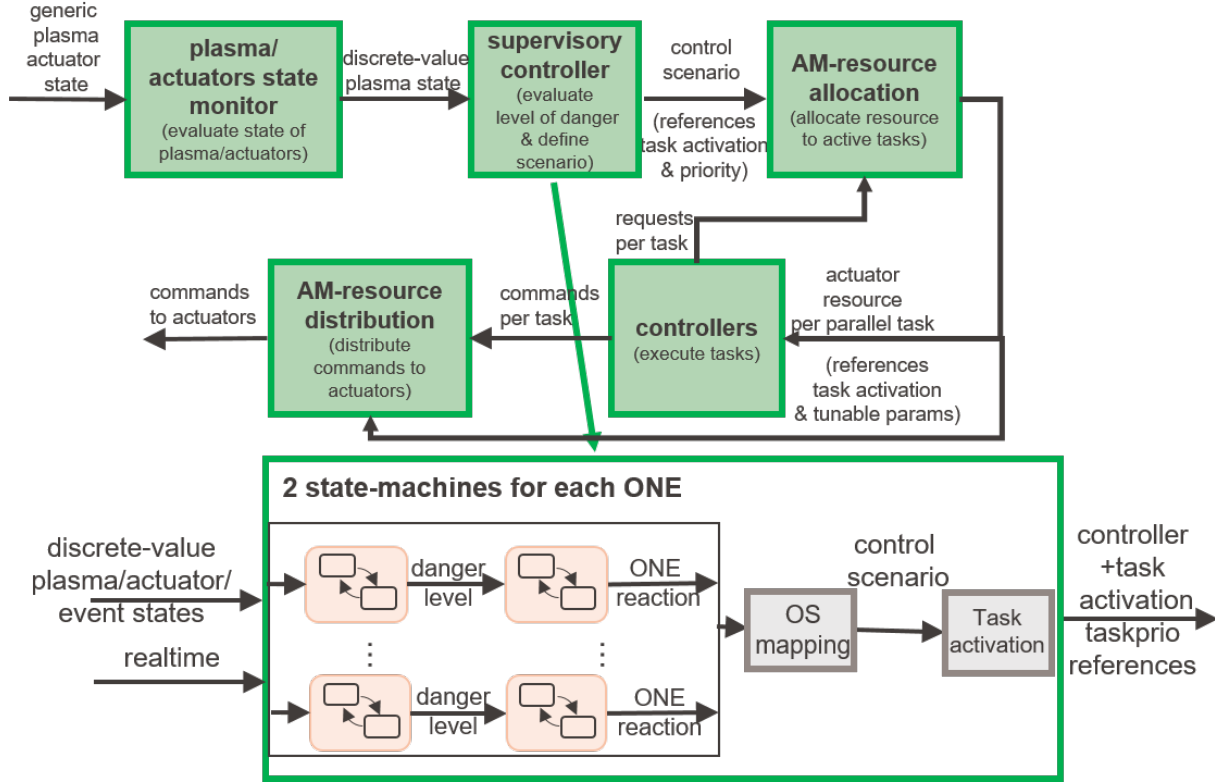 generic
plasma
actuator
state
plasma/
actuators state
monitor
(evaluate state of
plasma/actuators)
discrete-value
plasma state
supervisory
controller
(evaluate
level of danger
& define
scenario)
control
scenario
(references
task activation
& priority)
AM-resource
allocation
(allocate resource
to active tasks)
requests
per task
commands
to actuators
AM-resource
distribution
(distribute
commands to
actuators)
commands
per task
controllers
(execute tasks)
actuator
resource
per parallel task
(references
task activation
& tunable params)
2 state-machines for each ONE
discrete-value
plasma/actuator/
event states
realtime
danger
level
ONE
reaction
⋮
⋮
danger
level
ONE
reaction
OS
mapping
control
scenario
Task
activation
controller
+task
activation
taskprio
references